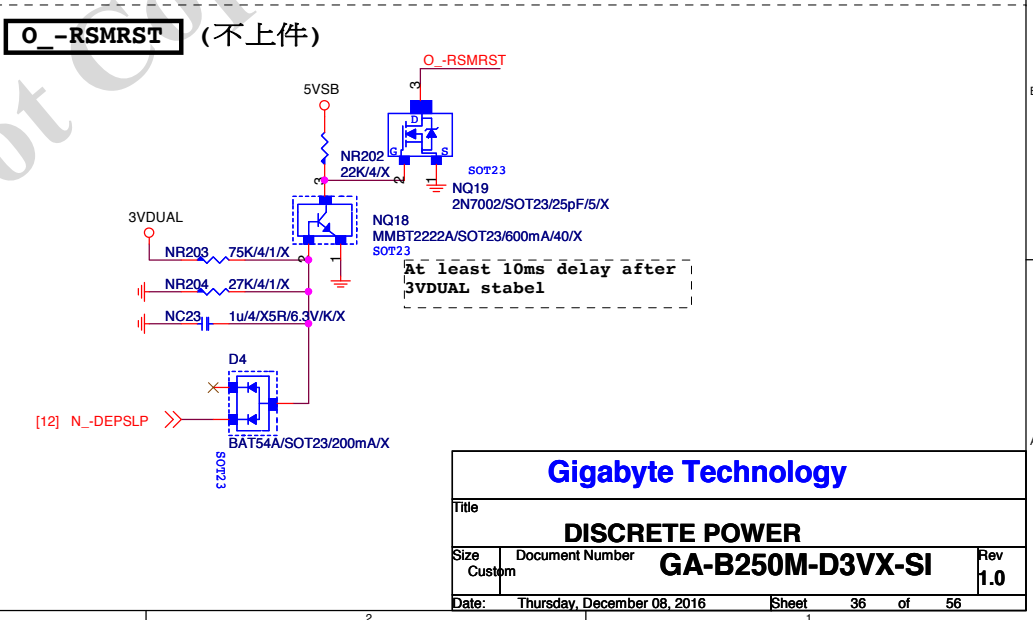 ot Co
O_-RSMRST (不上件)
O_-RSMRST
3
5VSB
D
G S
NR202
22K/4/X
3
2
1
SOT23
NQ19
2N7002/SOT23/25pF/5/X
3VDUAL
NQ18
MMBT2222A/SOT23/600mA/40/X
SOT23
2
1
NR203 75K/4/1/X
At least 10ms delay after
3VDUAL stabel
NR204 27K/4/1/X
NC23 1u/4/X5R/6.3V/K/X
D4
[12] N_-DEPSLP
BAT54A/SOT23/200mA/X
SOT23
Gigabyte Technology
Title
DISCRETE POWER
Size Document Number Rev
Custom GA-B250M-D3VX-SI 1.0
Date: Thursday, December 08, 2016 Sheet 36 of 56
2 1